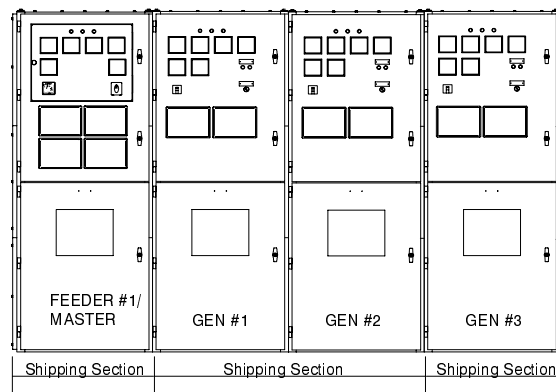 FEEDER #1/
MASTER
GEN #1
GEN #2
GEN #3
Shipping Section
Shipping Section
Shipping Section